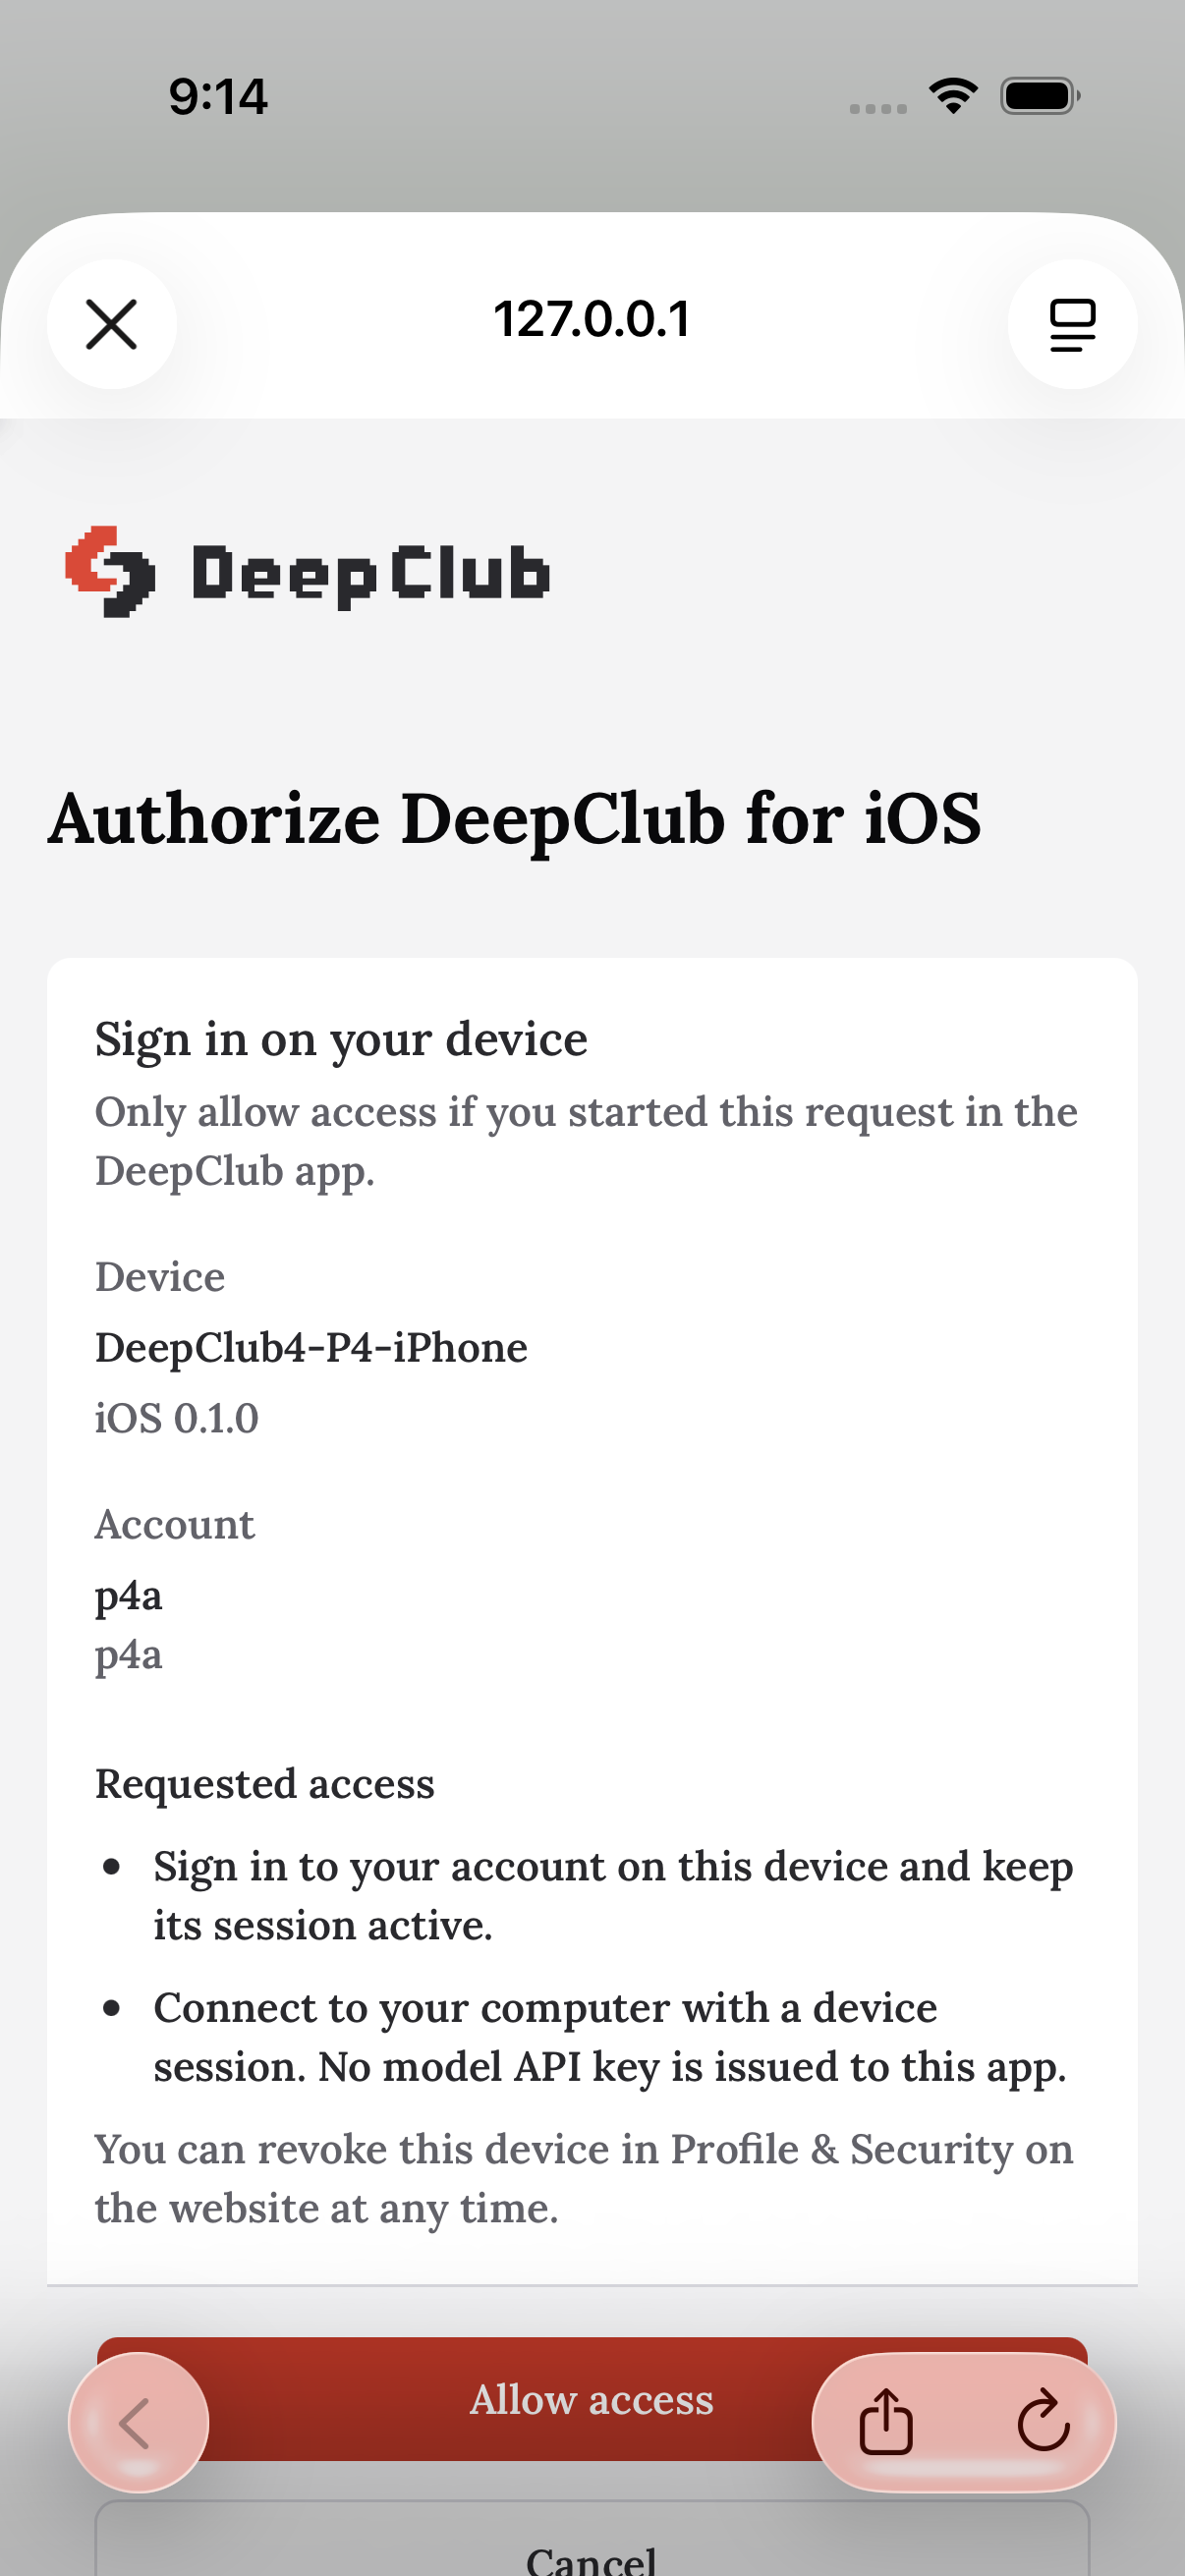 9:14
127.0.0.1
DeepClub
Authorize DeepClub for iOS
Sign in on your device
Only allow access if you started this request in the
DeepClub app.
Device
DeepClub4-P4-iPhone
iOS 0.1.0
Account
p4a
p4a
Requested access
• Sign in to your account on this device and keep
its session active.
• Connect to your computer with a device
session. No model API key is issued to this app.
You can revoke this device in Profile & Security on
the website at any time.
Allow access
Cancel